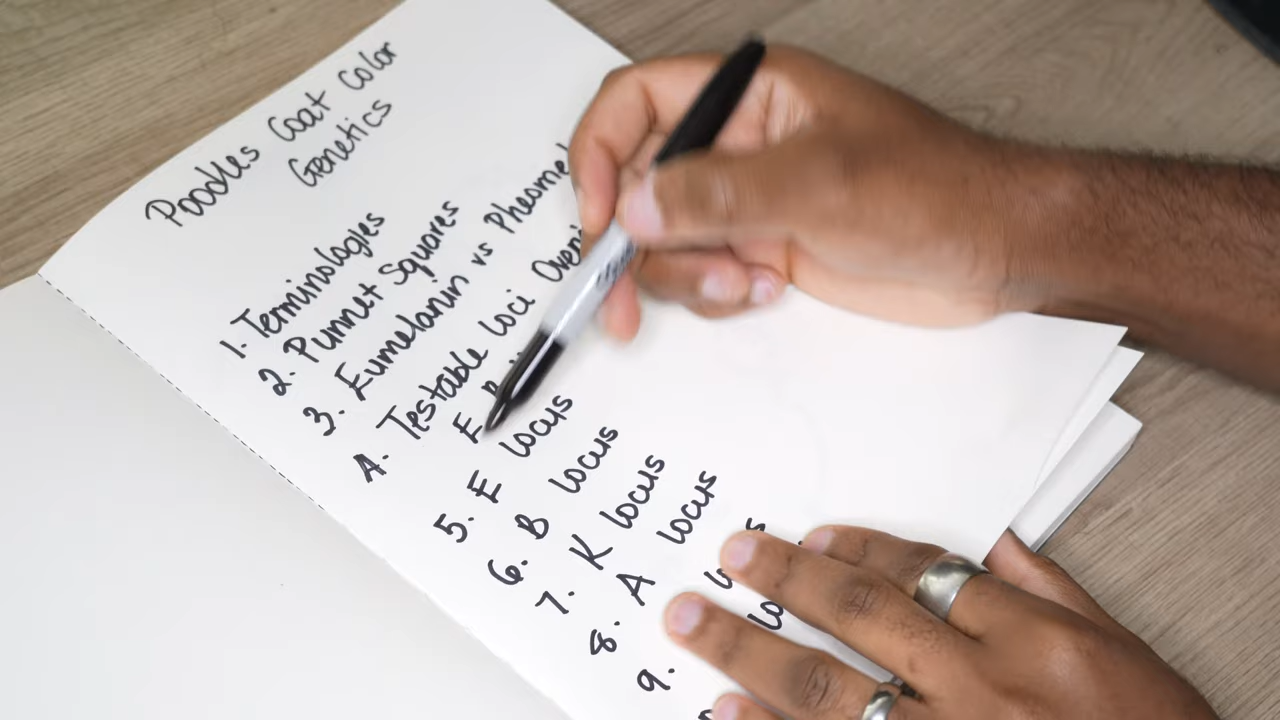 Poodles Coat Color
Genetics
1. Terminologies
2. Punnet Squares
3. Eumelanin vs
4. Testable Loci
E
5. E Locus
6. B Locus
7. K Locus
8. A Locus
9.